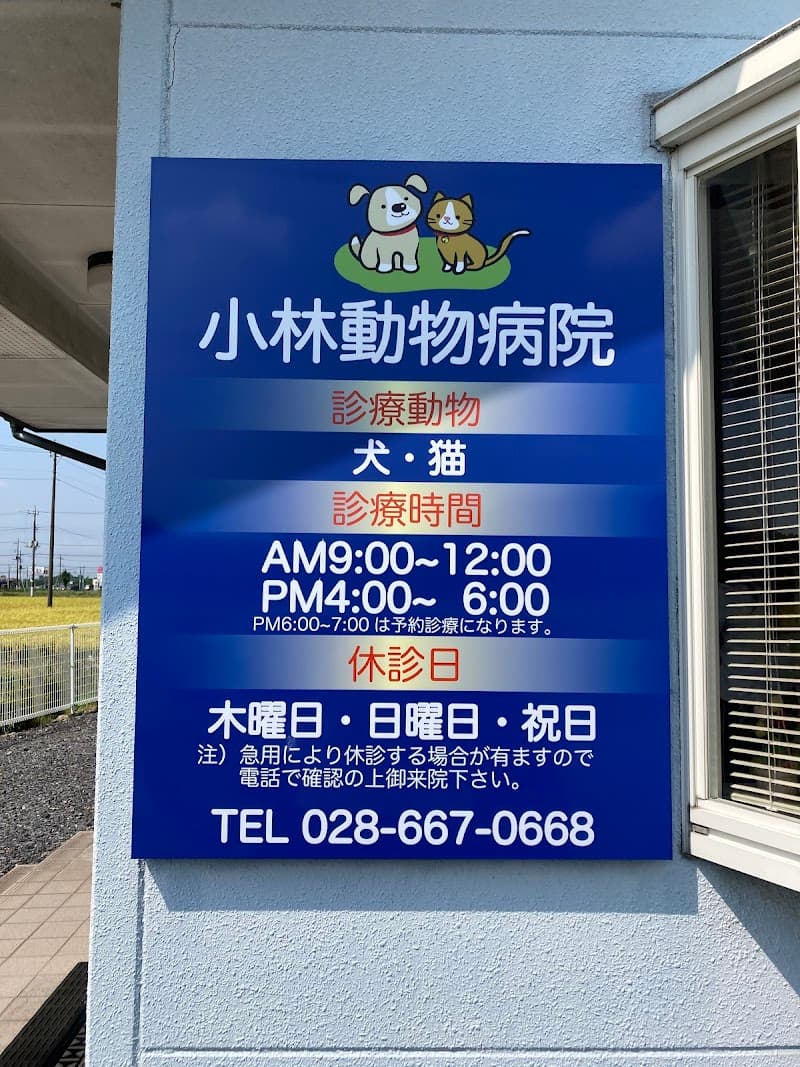 小林動物病院
診療動物
犬・猫
診療時間
AM9:00~12:00
PM4:00~ 6:00
PM6:00~7:00 は予約診療になります。
休診日
木曜日・日曜日・祝日
注）急用により休診する場合が有ますので
電話で確認の上御来院下さい。
TEL 028-667-0668